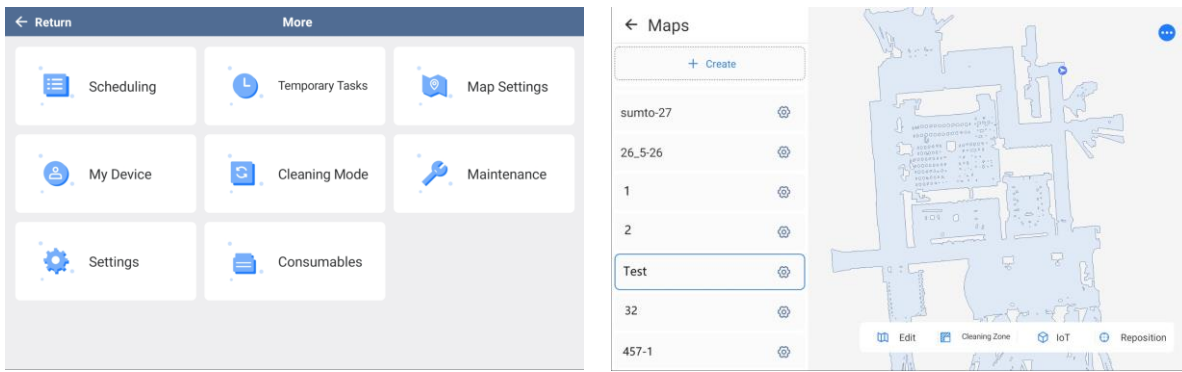 Return
More
Scheduling
Temporary Tasks
Map Settings
My Device
Cleaning Mode
Maintenance
Settings
Consumables
Maps
+ Create
sumto-27
26_5-26
1
2
Test
32
457-1
Edit
Cleaning Zone
IoT
Reposition